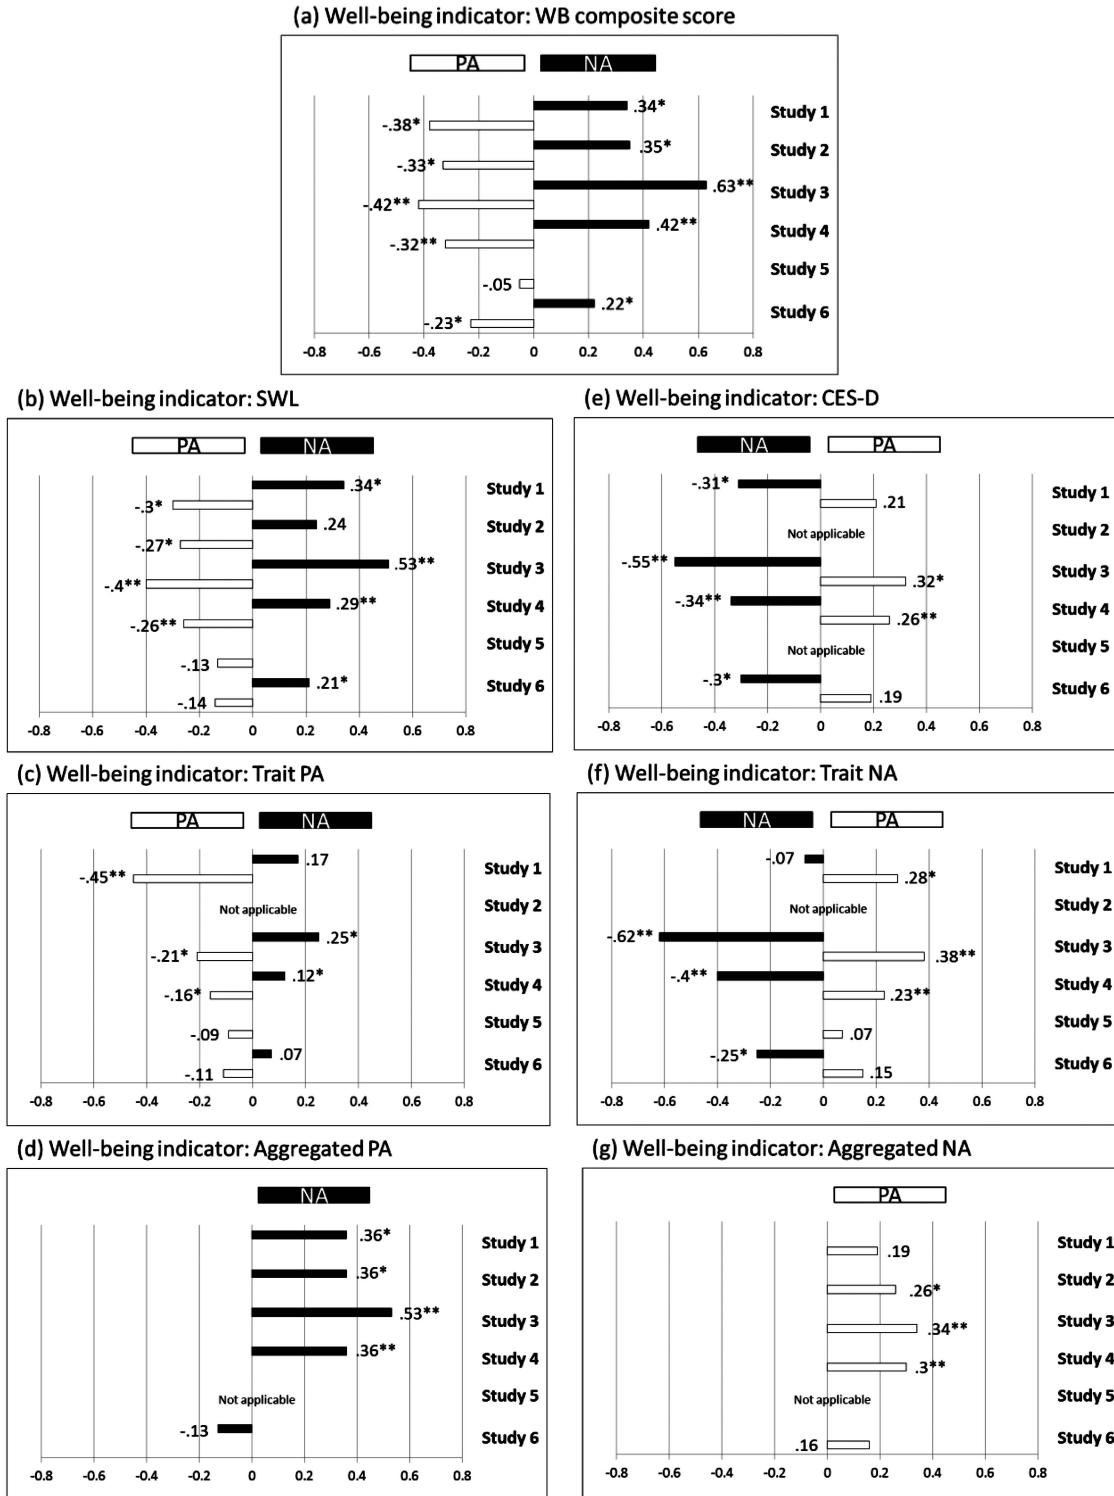 (a) Well-being indicator: WB composite score
PA NA
.34* Study 1
-.38*
.35* Study 2
-.33*
.63** Study 3
-.42**
.42** Study 4
-.32**
Study 5
-.05
.22* Study 6
-.23*
-0.8 -0.6 -0.4 -0.2 0 0.2 0.4 0.6 0.8
(b) Well-being indicator: SWL
PA NA
.34* Study 1
-.3*
.24 Study 2
-.27*
.53** Study 3
-.4**
.29** Study 4
-.26**
Study 5
-.13
.21* Study 6
-.14
-0.8 -0.6 -0.4 -0.2 0 0.2 0.4 0.6 0.8
(e) Well-being indicator: CES-D
NA PA
-.31* Study 1
.21
Not applicable Study 2
-.55** Study 3
.32*
-.34** Study 4
.26**
Not applicable Study 5
-.3* Study 6
.19
-0.8 -0.6 -0.4 -0.2 0 0.2 0.4 0.6 0.8
(c) Well-being indicator: Trait PA
PA NA
.17 Study 1
-.45**
Not applicable Study 2
.25* Study 3
-.21*
.12* Study 4
-.16*
Study 5
-.09
.07 Study 6
-.11
-0.8 -0.6 -0.4 -0.2 0 0.2 0.4 0.6 0.8
(f) Well-being indicator: Trait NA
NA PA
-.07 Study 1
.28*
Not applicable Study 2
-.62** Study 3
.38**
-.4** Study 4
.23**
Study 5
.07
-.25* Study 6
.15
-0.8 -0.6 -0.4 -0.2 0 0.2 0.4 0.6 0.8
(d) Well-being indicator: Aggregated PA
NA
.36* Study 1
.36* Study 2
.53** Study 3
.36** Study 4
Not applicable Study 5
-.13 Study 6
-0.8 -0.6 -0.4 -0.2 0 0.2 0.4 0.6 0.8
(g) Well-being indicator: Aggregated NA
PA
.19 Study 1
.26* Study 2
.34** Study 3
.3** Study 4
Not applicable Study 5
.16 Study 6
-0.8 -0.6 -0.4 -0.2 0 0.2 0.4 0.6 0.8